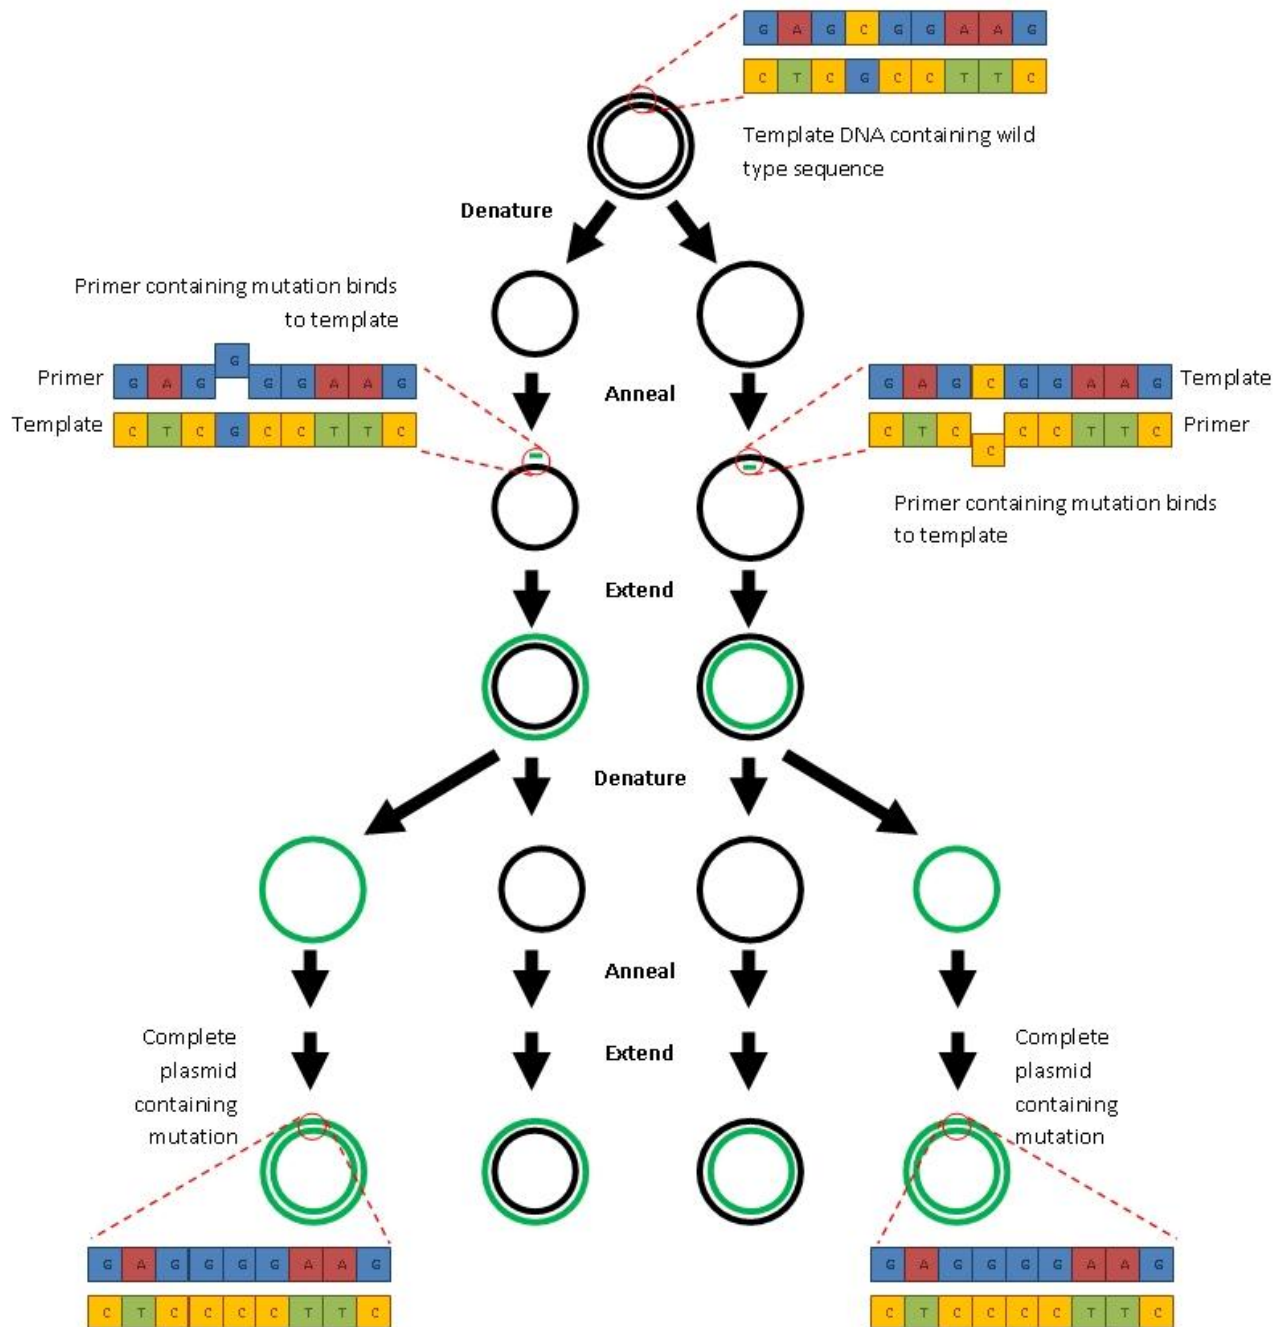 G A G C G G A A G
C T C G C C T T C
Template DNA containing wild
type sequence
Denature
Primer containing mutation binds
to template
Primer G A G G G G A A G
Template C T C G C C T T C
Anneal
G A G C G G A A G Template
C T C C C C T T C Primer
Primer containing mutation binds
to template
Extend
Denature
Anneal
Extend
Complete
plasmid
containing
mutation
Complete
plasmid
containing
mutation
G A G G G G A A G
C T C C C C T T C
G A G G G G A A G
C T C C C C T T C